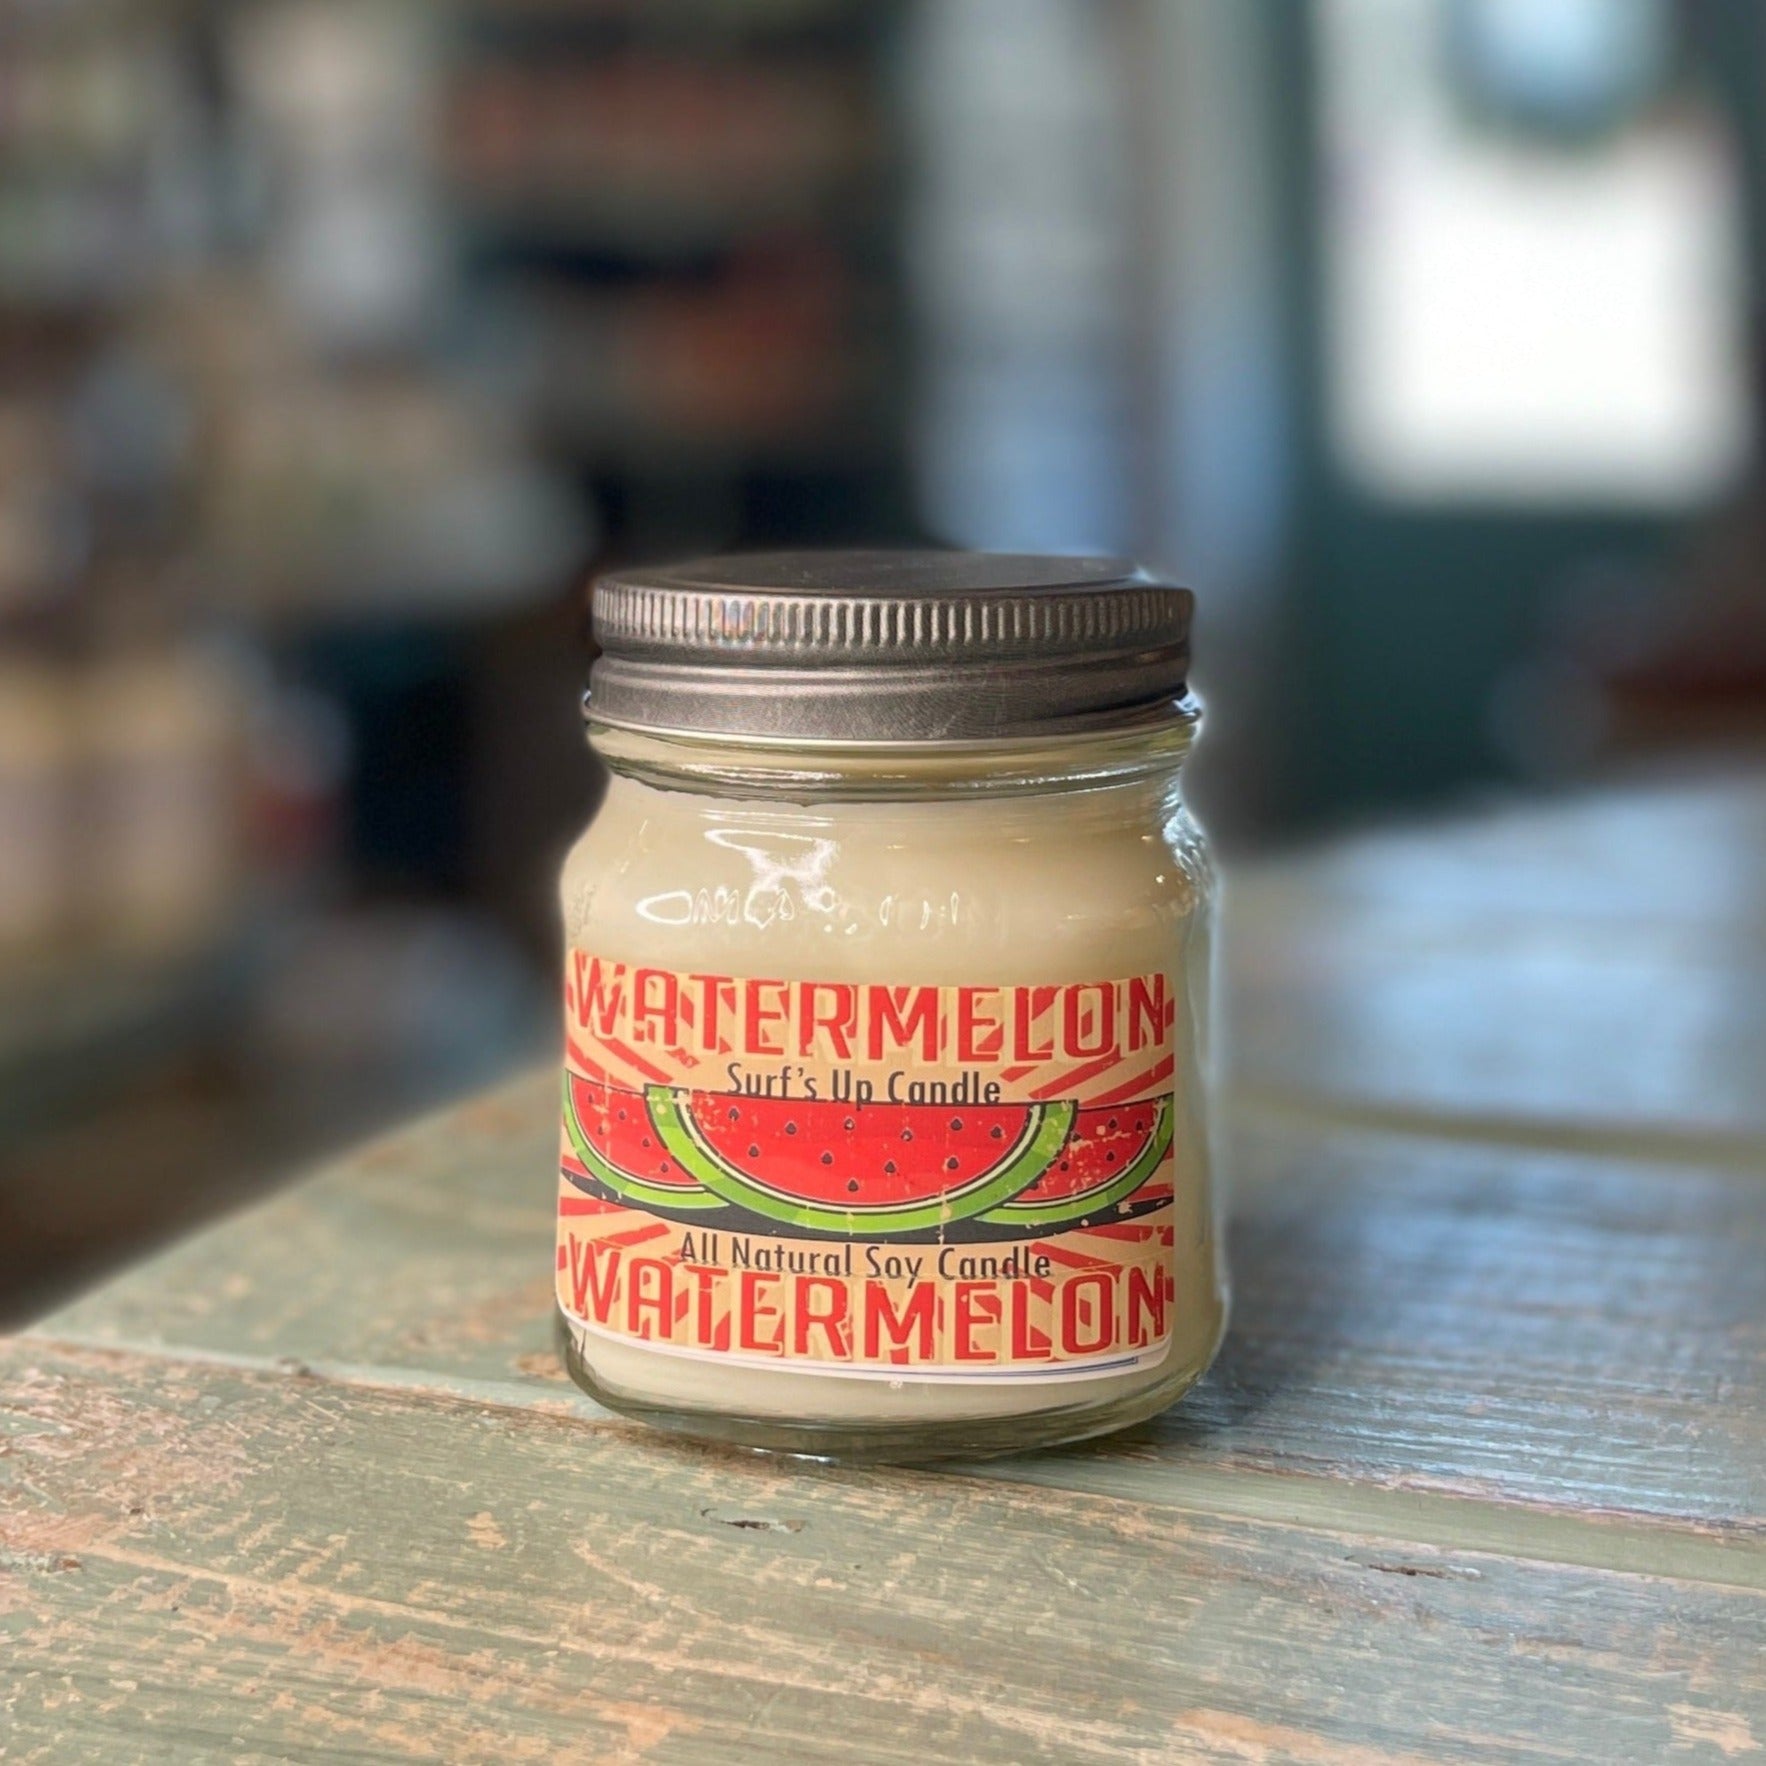 WATERMELON
Surf's Up Candle
All Natural Soy Candle
WATERMELON